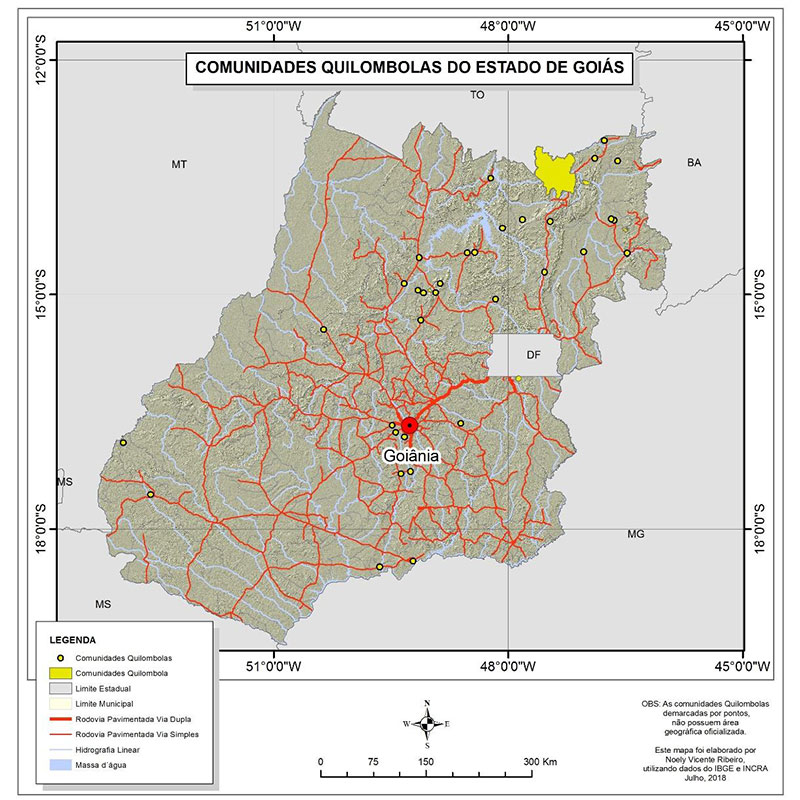 51°0'0"W
48°0'0"W
45°0'0"W
12°0'0"S
12°0'0"S
COMUNIDADES QUILOMBOLAS DO ESTADO DE GOIÁS
TO
MT
BA
15°0'0"S
15°0'0"S
DF
Goiânia
MS
18°0'0"S
18°0'0"S
MG
MS
51°0'0"W
48°0'0"W
45°0'0"W
LEGENDA
Comunidades Quilombolas
Comunidades Quilombola
Limite Estadual
Limite Municipal
Rodovia Pavimentada Via Dupla
Rodovia Pavimentada Via Simples
Hidrografia Linear
Massa d´água
N
W E
S
0 75 150 300 Km
OBS: As comunidades Quilombolas
demarcadas por pontos,
não possuem área
geográfica oficializada.
Este mapa foi elaborado por
Noely Vicente Ribeiro,
utilizando dados do IBGE e INCRA
Julho, 2018